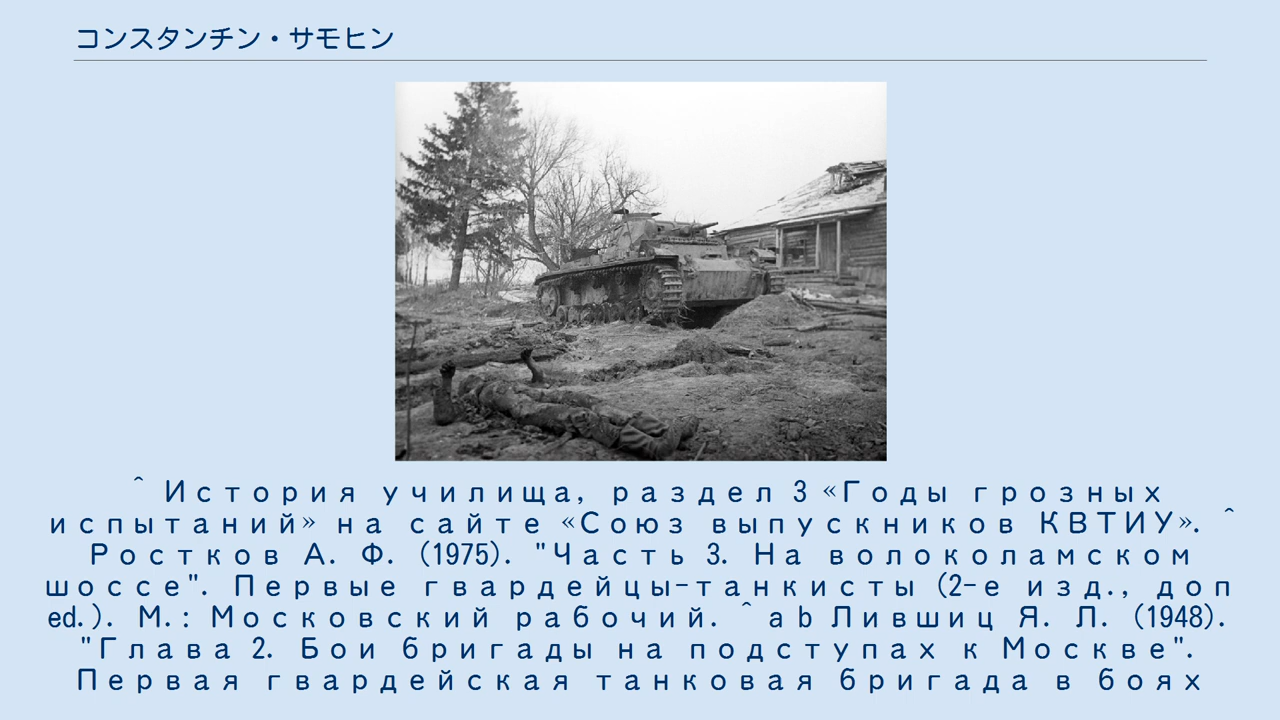 コンスタンチン・サモヒン
^ История училища, раздел 3 «Годы грозных
испытаний» на сайте «Союз выпускников КВТИУ». ^
Ростков А. Ф. (1975). "Часть 3. На волоколамском
шоссе". Первые гвардейцы-танкисты (2-е изд., доп
ed.). М.: Московский рабочий. ^ a b Лившиц Я. Л. (1948).
"Глава 2. Бои бригады на подступах к Москве".
Первая гвардейская танковая бригада в боях